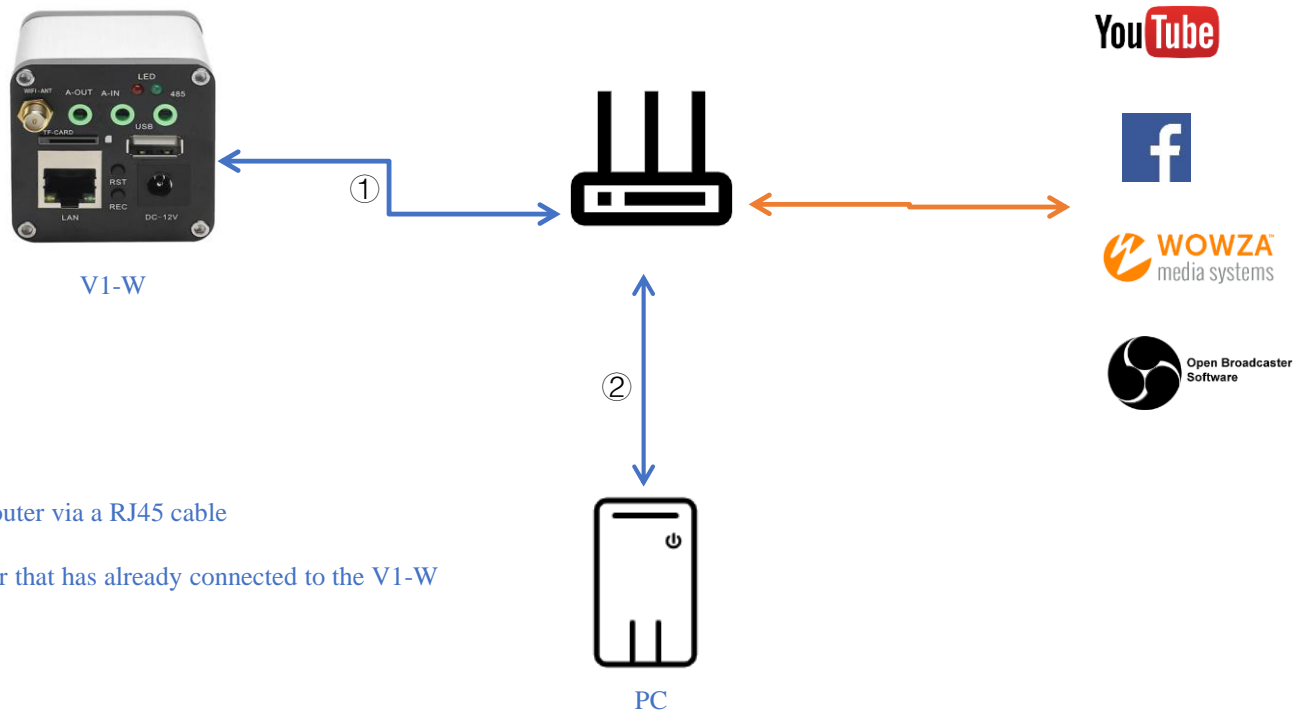 YouTube
LED
WIFI-ANT A-OUT A-IN 485
USB
TF-CARD
RST
REC
LAN DC-12V
①
WOWZA™
media systems
V1-W
Open Broadcaster
Software
②
outer via a RJ45 cable
r that has already connected to the V1-W
PC